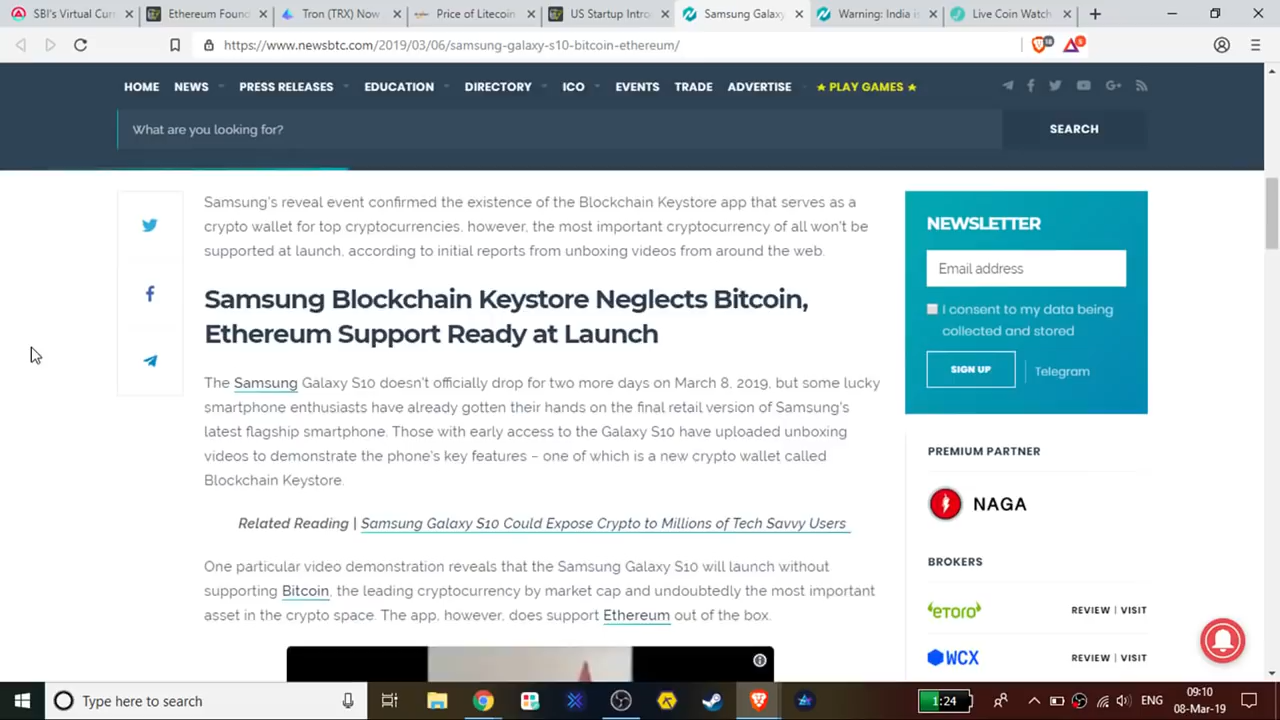 SBI's Virtual Curr
Ethereum Foun
Tron (TRX) Now
Price of Litecoin
US Startup Intro
Samsung Galaxy
Warning: India is
Live Coin Watch
https://www.newsbtc.com/2019/03/06/samsung-galaxy-s10-bitcoin-ethereum/
HOME NEWS PRESS RELEASES EDUCATION DIRECTORY ICO EVENTS TRADE ADVERTISE ★ PLAY GAMES ★
What are you looking for?
SEARCH
Samsung's reveal event confirmed the existence of the Blockchain Keystore app that serves as a
crypto wallet for top cryptocurrencies, however, the most important cryptocurrency of all won't be
supported at launch, according to initial reports from unboxing videos from around the web.
Samsung Blockchain Keystore Neglects Bitcoin,
Ethereum Support Ready at Launch
The Samsung Galaxy S10 doesn't officially drop for two more days on March 8, 2019, but some lucky
smartphone enthusiasts have already gotten their hands on the final retail version of Samsung's
latest flagship smartphone. Those with early access to the Galaxy S10 have uploaded unboxing
videos to demonstrate the phone's key features – one of which is a new crypto wallet called
Blockchain Keystore.
Related Reading | Samsung Galaxy S10 Could Expose Crypto to Millions of Tech Savvy Users
One particular video demonstration reveals that the Samsung Galaxy S10 will launch without
supporting Bitcoin, the leading cryptocurrency by market cap and undoubtedly the most important
asset in the crypto space. The app, however, does support Ethereum out of the box.
NEWSLETTER
Email address
I consent to my data being
collected and stored
SIGN UP
Telegram
PREMIUM PARTNER
NAGA
BROKERS
eToro REVIEW | VISIT
WCX REVIEW | VISIT
Type here to search
1:24
ENG
09:10
08-Mar-19